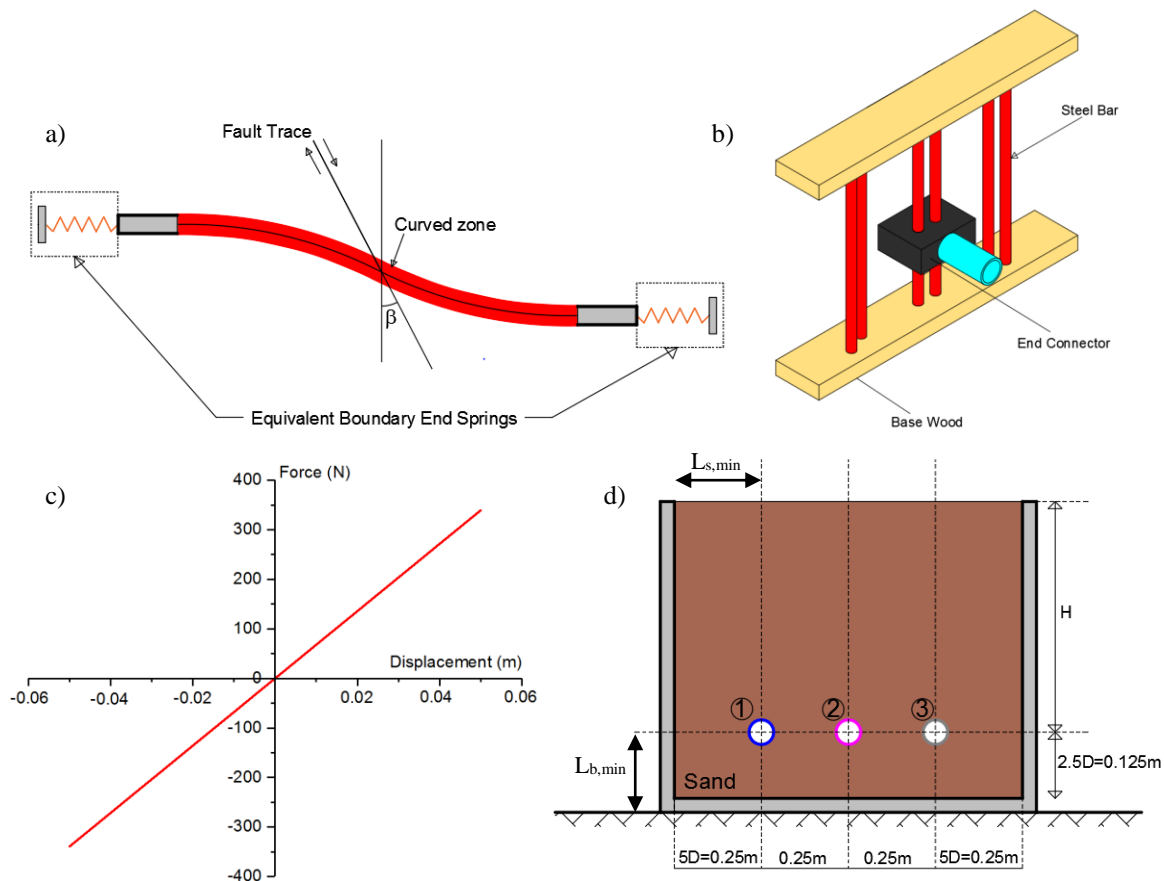 a)
Fault Trace
Curved zone
β
Equivalent Boundary End Springs
b)
Steel Bar
End Connector
Base Wood
c)
Force (N)
400
300
200
100
0
-100
-200
-300
-400
Displacement (m)
-0.06
-0.04
-0.02
0.02
0.04
0.06
d)
Ls,min
H
① ② ③
Lb,min
2.5D=0.125m
Sand
5D=0.25m 0.25m 0.25m 5D=0.25m